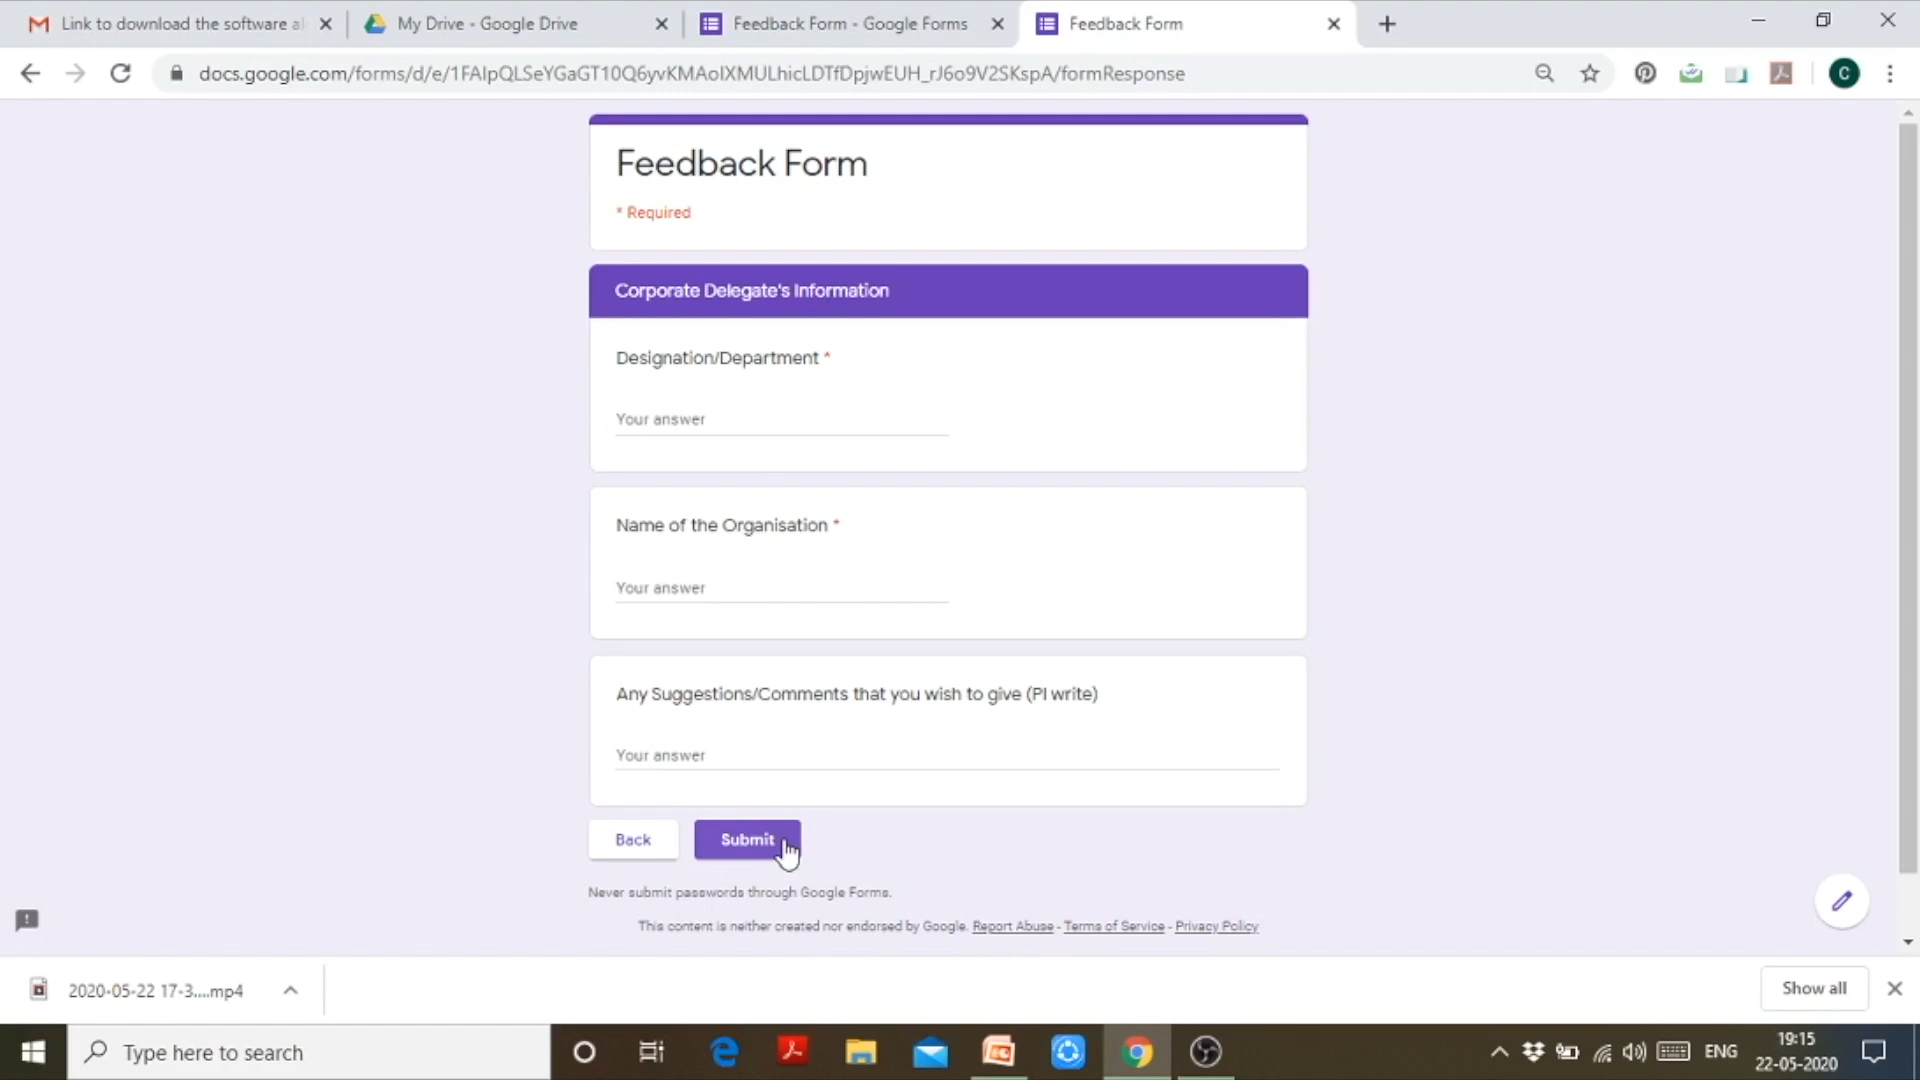 Link to download the software al
My Drive - Google Drive
Feedback Form - Google Forms
Feedback Form
docs.google.com/forms/d/e/1FAIpQLSeYGaGT10Q6yvKMAoIXMULhicLDTfDpjwEUH_rJ6o9V2SKspA/formResponse
C
Feedback Form
* Required
Corporate Delegate's Information
Designation/Department *
Your answer
Name of the Organisation *
Your answer
Any Suggestions/Comments that you wish to give (Pl write)
Your answer
Back
Submit
Never submit passwords through Google Forms.
This content is neither created nor endorsed by Google. Report Abuse - Terms of Service - Privacy Policy
2020-05-22 17-3....mp4
Show all
Type here to search
ENG
19:15
22-05-2020